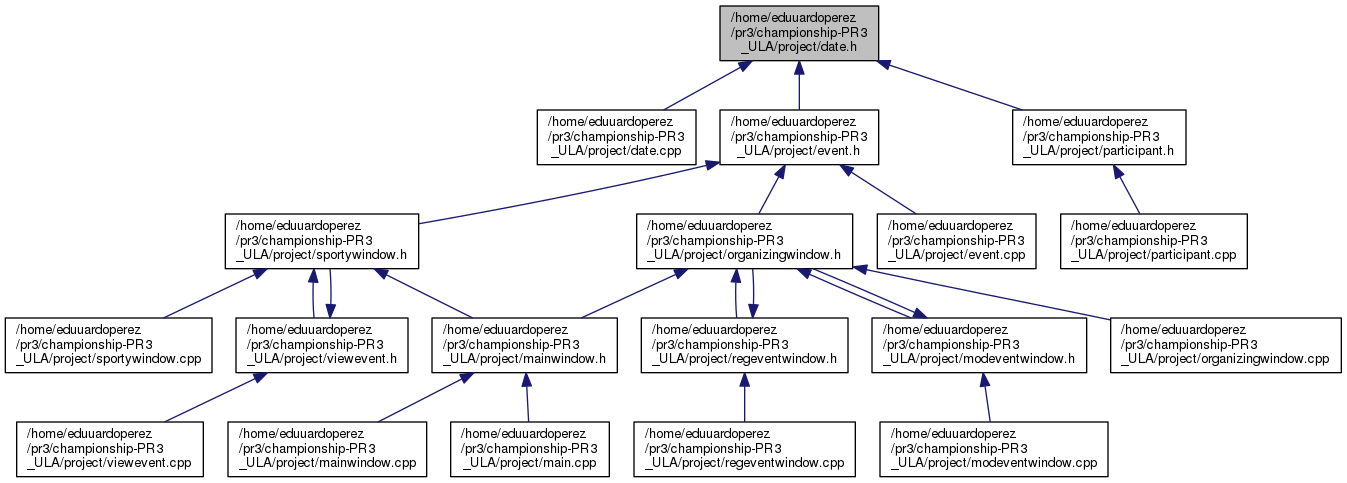 /home/eduuardoperez
/pr3/championship-PR3
_ULA/project/date.h
/home/eduuardoperez
/pr3/championship-PR3
_ULA/project/date.cpp
/home/eduuardoperez
/pr3/championship-PR3
_ULA/project/event.h
/home/eduuardoperez
/pr3/championship-PR3
_ULA/project/participant.h
/home/eduuardoperez
/pr3/championship-PR3
_ULA/project/sportywindow.h
/home/eduuardoperez
/pr3/championship-PR3
_ULA/project/organizingwindow.h
/home/eduuardoperez
/pr3/championship-PR3
_ULA/project/event.cpp
/home/eduuardoperez
/pr3/championship-PR3
_ULA/project/participant.cpp
/home/eduuardoperez
/pr3/championship-PR3
_ULA/project/sportywindow.cpp
/home/eduuardoperez
/pr3/championship-PR3
_ULA/project/viewevent.h
/home/eduuardoperez
/pr3/championship-PR3
_ULA/project/mainwindow.h
/home/eduuardoperez
/pr3/championship-PR3
_ULA/project/regeventwindow.h
/home/eduuardoperez
/pr3/championship-PR3
_ULA/project/modeventwindow.h
/home/eduuardoperez
/pr3/championship-PR3
_ULA/project/organizingwindow.cpp
/home/eduuardoperez
/pr3/championship-PR3
_ULA/project/viewevent.cpp
/home/eduuardoperez
/pr3/championship-PR3
_ULA/project/mainwindow.cpp
/home/eduuardoperez
/pr3/championship-PR3
_ULA/project/main.cpp
/home/eduuardoperez
/pr3/championship-PR3
_ULA/project/regeventwindow.cpp
/home/eduuardoperez
/pr3/championship-PR3
_ULA/project/modeventwindow.cpp